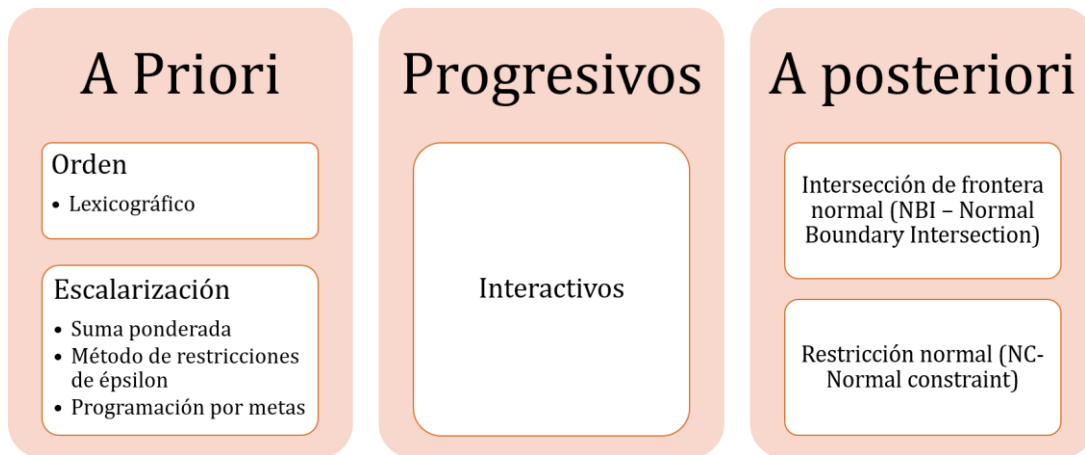 A Priori
Orden
• Lexicográfico
Escalarización
• Suma ponderada
• Método de restricciones
de épsilon
• Programación por metas
Progresivos
Interactivos
A posteriori
Intersección de frontera
normal (NBI – Normal
Boundary Intersection)
Restricción normal (NC-
Normal constraint)